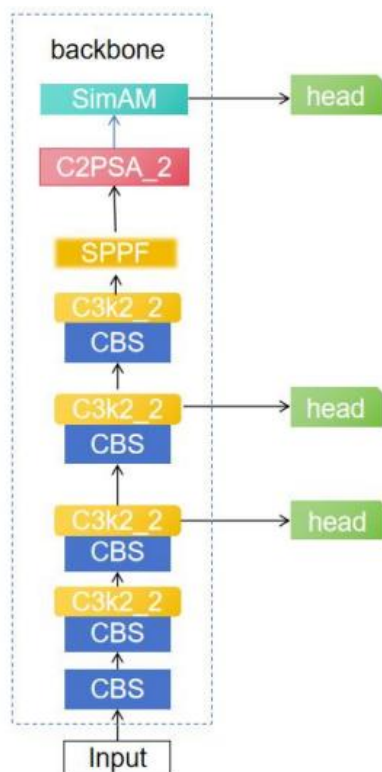 backbone
SimAM
head
C2PSA_2
SPPF
C3k2_2
CBS
C3k2_2
head
CBS
C3k2_2
head
CBS
C3k2_2
CBS
CBS
Input